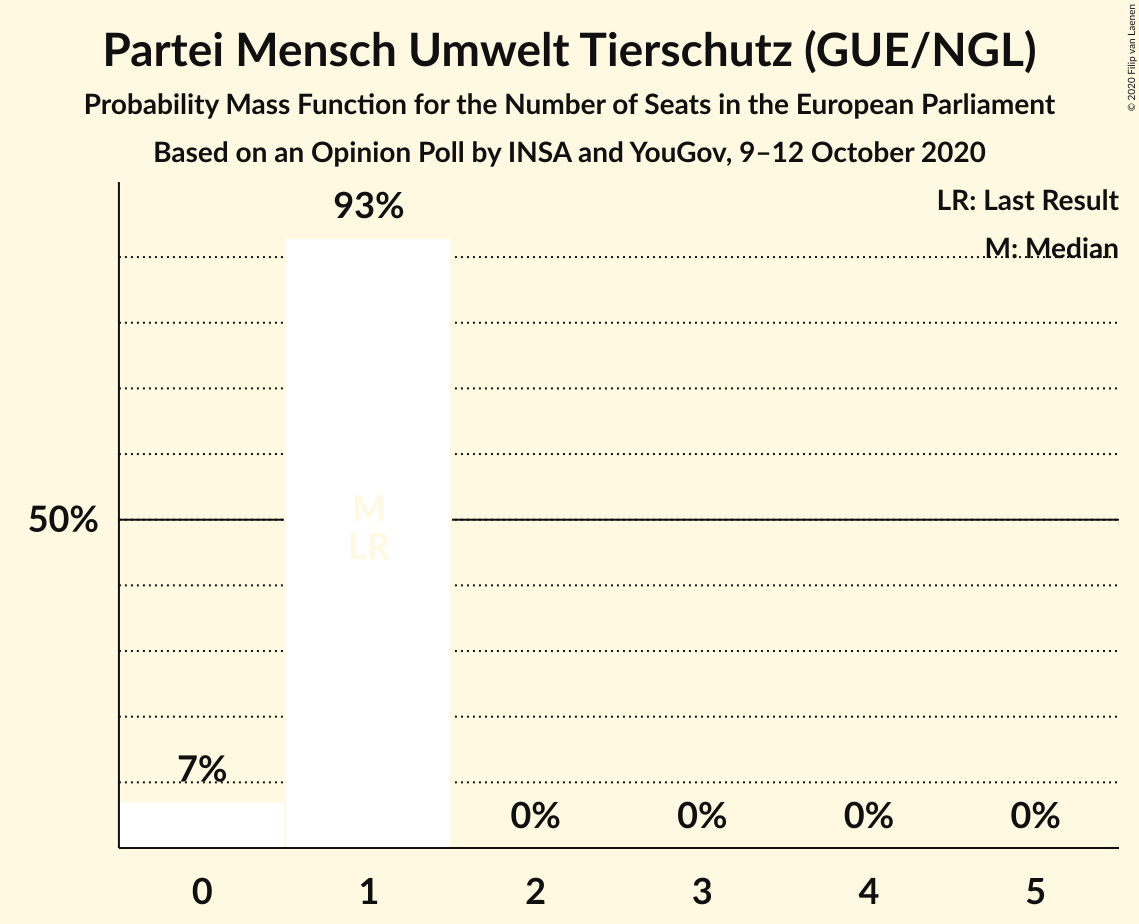 Partei Mensch Umwelt Tierschutz (GUE/NGL)
Probability Mass Function for the Number of Seats in the European Parliament
Based on an Opinion Poll by INSA and YouGov, 9–12 October 2020
© 2020 Filip van Laenen
LR: Last Result
M: Median
93%
50%
M
LR
7%
0%
0%
0%
0%
0
1
2
3
4
5